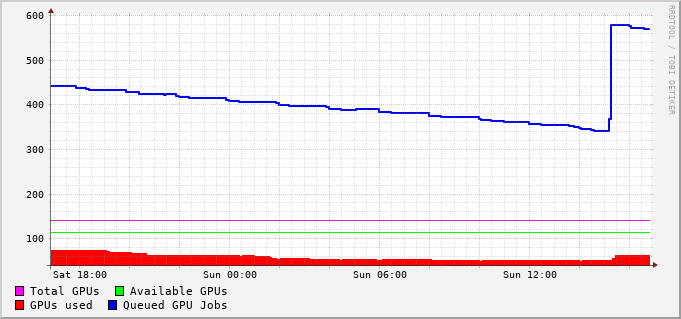 600
500
400
300
200
100
Sat 18:00 Sun 00:00 Sun 06:00 Sun 12:00
Total GPUs Available GPUs
GPUs used Queued GPU Jobs
RRDTOOL / TOBI OETIKER